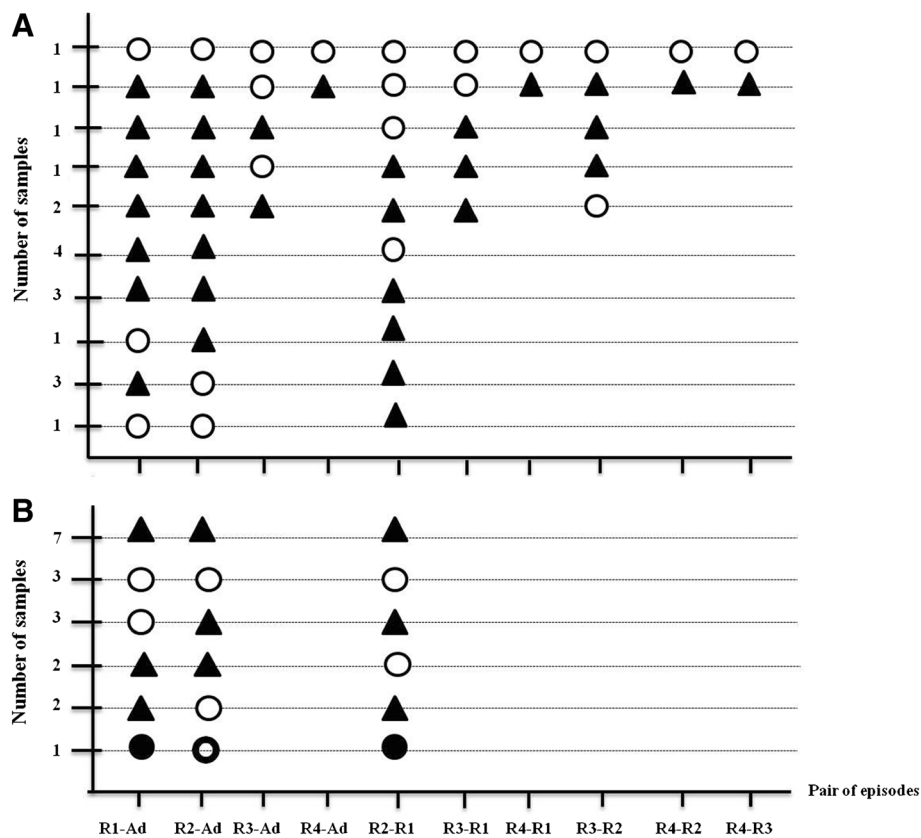 A
Number of samples
1
1
1
1
2
4
3
1
3
1
B
Number of samples
7
3
3
2
2
1
Pair of episodes
R1-Ad R2-Ad R3-Ad R4-Ad R2-R1 R3-R1 R4-R1 R3-R2 R4-R2 R4-R3